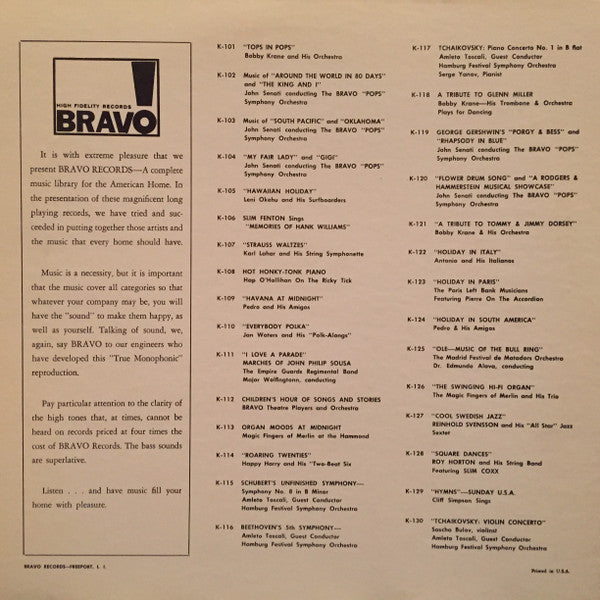 HIGH FIDELITY RECORDS
BRAVO!
It is with extreme pleasure that we
present BRAVO RECORDS—A complete
music library for the American Home. In
the presentation of these magnificent long
playing records, we have tried and suc-
ceeded in putting together those artists and
the music that every home should have.
Music is a necessity, but it is important
that the music cover all categories so that
whatever your company may be, you will
have the "sound" to make them happy, as
well as yourself. Talking of sound, we,
again, say BRAVO to our engineers who
have developed this "True Monophonic"
reproduction.
Pay particular attention to the clarity of
the high tones that, at times, cannot be
heard on records priced at four times the
cost of BRAVO Records. The bass sounds
are superlative.
Listen . . . and have music fill your
home with pleasure.
BRAVO RECORDS—FREEPORT, L. I.
K-101 "TOPS IN POPS"
Bobby Krane and His Orchestra
K-102 Music of "AROUND THE WORLD IN 80 DAYS"
and "THE KING AND I"
John Senati conducting The BRAVO "POPS"
Symphony Orchestra
K-103 Music of "SOUTH PACIFIC" and "OKLAHOMA"
John Senati conducting The BRAVO "POPS"
Symphony Orchestra
K-104 "MY FAIR LADY" and "GIGI"
John Senati conducting The BRAVO "POPS"
Symphony Orchestra
K-105 "HAWAIIAN HOLIDAY"
Leni Okehu and His Surfboarders
K-106 SLIM FENTON Sings
"MEMORIES OF HANK WILLIAMS"
K-107 "STRAUSS WALTZES"
Karl Lahar and His String Symphonette
K-108 HOT HONKY-TONK PIANO
Hap O'Hallihan On The Ricky Tick
K-109 "HAVANA AT MIDNIGHT"
Pedro and His Amigos
K-110 "EVERYBODY POLKA"
Jan Waters and His "Polk-Alongs"
K-111 "I LOVE A PARADE"
MARCHES OF JOHN PHILIP SOUSA
The Empire Guards Regimental Band
Major Welfingtonn, conducting
K-112 CHILDREN'S HOUR OF SONGS AND STORIES
BRAVO Theatre Players and Orchestra
K-113 ORGAN MOODS AT MIDNIGHT
Magic Fingers of Merlin at the Hammond
K-114 "ROARING TWENTIES"
Happy Harry and His "Two-Beat Six
K-115 SCHUBERT'S UNFINISHED SYMPHONY—
Symphony No. 8 in B Minor
Amleto Toscali, Guest Conductor
Hamburg Festival Symphony Orchestra
K-116 BEETHOVEN'S 5th SYMPHONY—
Amleto Toscali, Guest Conductor
Hamburg Festival Symphony Orchestra
K-117 TCHAIKOVSKY: Piano Concerto No. 1 in B flat
Amleto Toscali, Guest Conductor
Hamburg Festival Symphony Orchestra
Serge Yanov, Pianist
K-118 A TRIBUTE TO GLENN MILLER
Bobby Krane—His Trombone & Orchestra
Plays for Dancing
K-119 GEORGE GERSHWIN'S "PORGY & BESS" and
"RHAPSODY IN BLUE"
John Senati conducting The BRAVO "POPS"
Symphony Orchestra
K-120 "FLOWER DRUM SONG" and "A RODGERS &
HAMMERSTEIN MUSICAL SHOWCASE"
John Senati conducting The BRAVO "POPS"
Symphony Orchestra
K-121 "A TRIBUTE TO TOMMY & JIMMY DORSEY"
Bobby Krane & His Orchestra
K-122 "HOLIDAY IN ITALY"
Antonio and His Italianos
K-123 "HOLIDAY IN PARIS"
The Paris Left Bank Musicians
Featuring Pierre On The Accordian
K-124 "HOLIDAY IN SOUTH AMERICA"
Pedro & His Amigos
K-125 "OLE—MUSIC OF THE BULL RING"
The Madrid Festival de Matadors Orchestra
Dr. Edmundo Alava, conducting
K-126 "THE SWINGING HI-FI ORGAN"
The Magic Fingers of Merlin and His Trio
K-127 "COOL SWEDISH JAZZ"
REINHOLD SVENSSON and His "All Star" Jazz
Sextet
K-128 "SQUARE DANCES"
ROY HORTON and His String Band
Featuring SLIM COXX
K-129 "HYMNS"—SUNDAY U.S.A.
Cliff Simpson Sings
K-130 "TCHAIKOVSKY: VIOLIN CONCERTO"
Sascha Bulov, violinst
Amleto Toscali, Conductor
Hamburg Festival Symphony Orchestra
Printed in U.S.A.